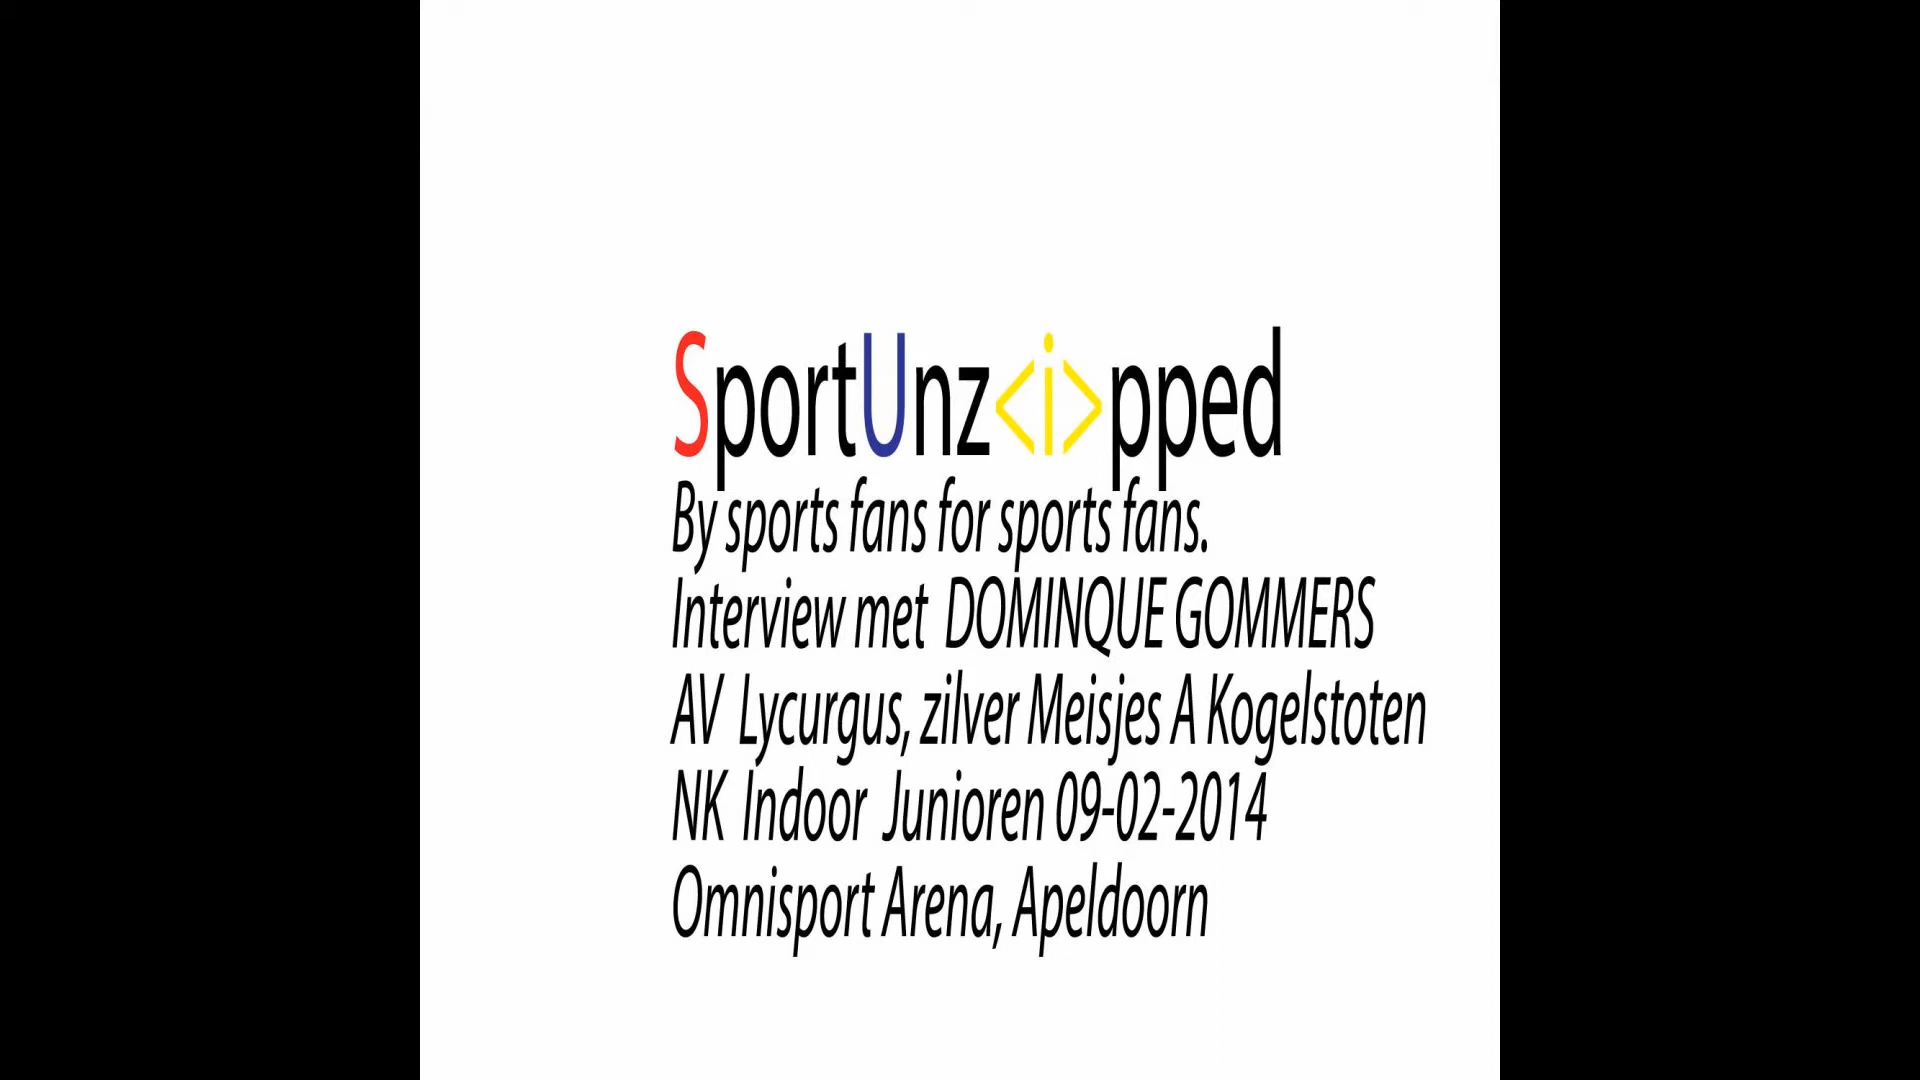 SportUnz<i>pped
By sports fans for sports fans.
Interview met DOMINQUE GOMMERS
AV Lycurgus, zilver Meisjes A Kogelstoten
NK Indoor Junioren 09-02-2014
Omnisport Arena, Apeldoorn